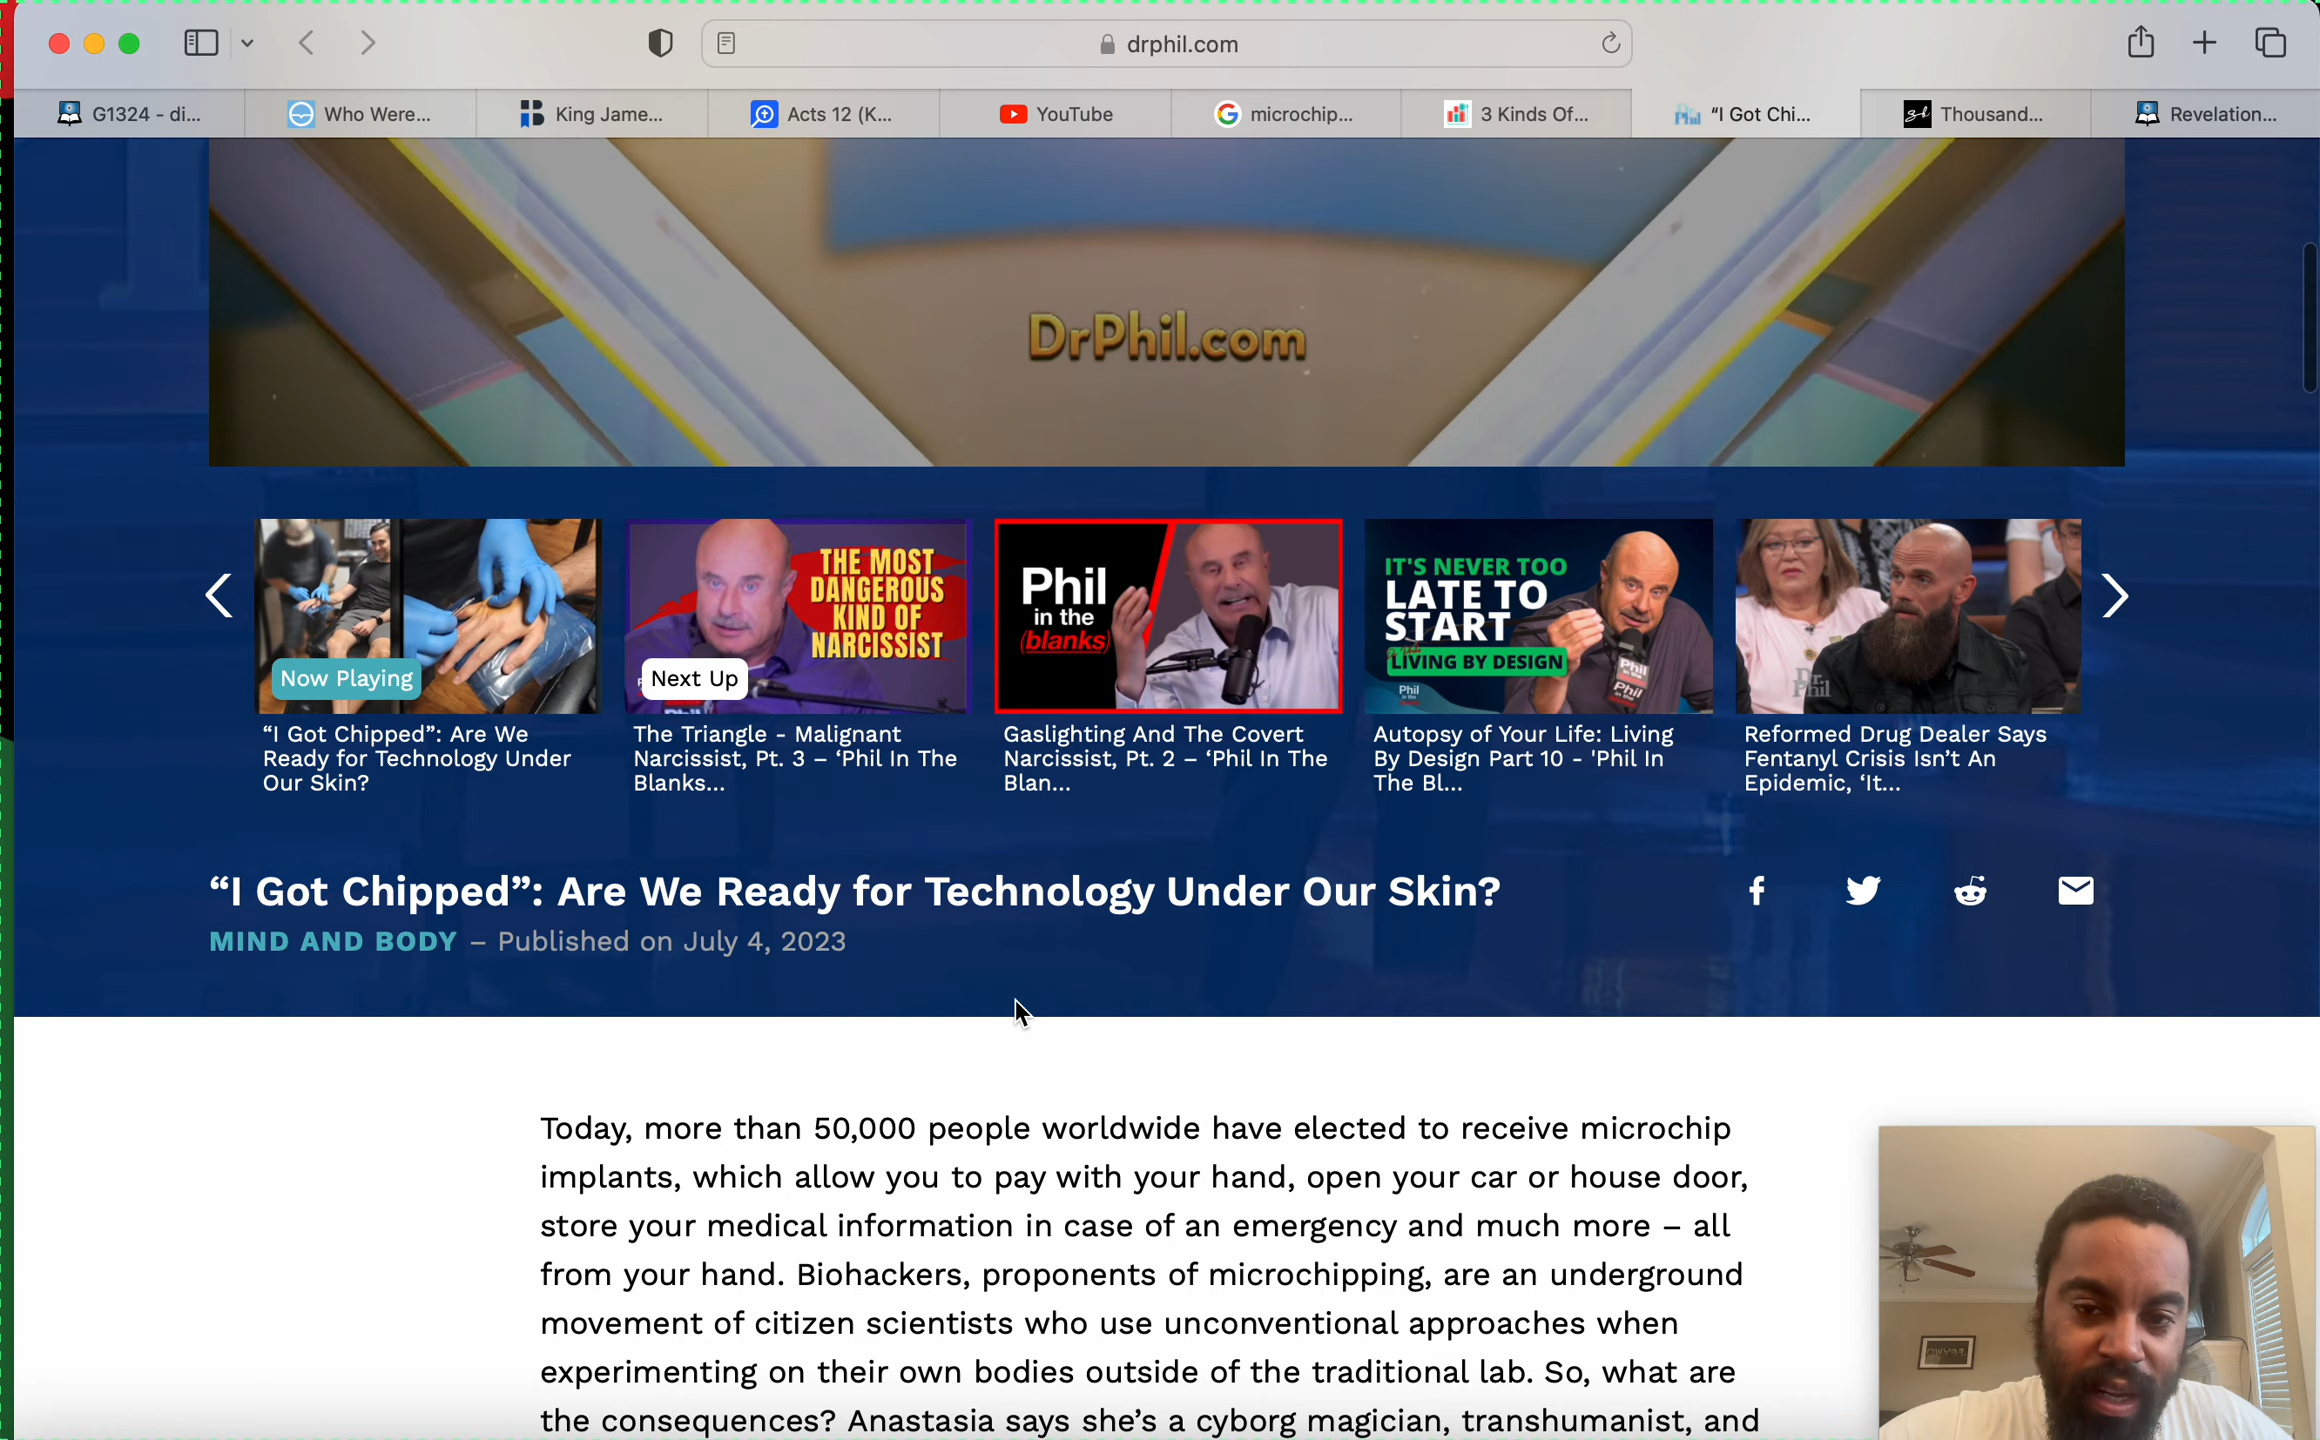 drphil.com
G1324 - di...
Who Were...
King Jame...
Acts 12 (K...
YouTube
microchip...
3 Kinds Of...
“I Got Chi...
Thousand...
Revelation...
DrPhil.com
Now Playing
THE MOST
DANGEROUS
KIND OF
NARCISSIST
Next Up
Phil
in the
(blanks)
IT'S NEVER TOO
LATE TO
START
LIVING BY DESIGN
Phil
Phil
Phil
Dr.
Phil
“I Got Chipped”: Are We
Ready for Technology Under
Our Skin?
The Triangle - Malignant
Narcissist, Pt. 3 – ‘Phil In The
Blanks...
Gaslighting And The Covert
Narcissist, Pt. 2 – ‘Phil In The
Blan...
Autopsy of Your Life: Living
By Design Part 10 - 'Phil In
The Bl...
Reformed Drug Dealer Says
Fentanyl Crisis Isn’t An
Epidemic, ‘It...
“I Got Chipped”: Are We Ready for Technology Under Our Skin?
MIND AND BODY – Published on July 4, 2023
Today, more than 50,000 people worldwide have elected to receive microchip
implants, which allow you to pay with your hand, open your car or house door,
store your medical information in case of an emergency and much more – all
from your hand. Biohackers, proponents of microchipping, are an underground
movement of citizen scientists who use unconventional approaches when
experimenting on their own bodies outside of the traditional lab. So, what are
the consequences? Anastasia says she’s a cyborg magician, transhumanist, and